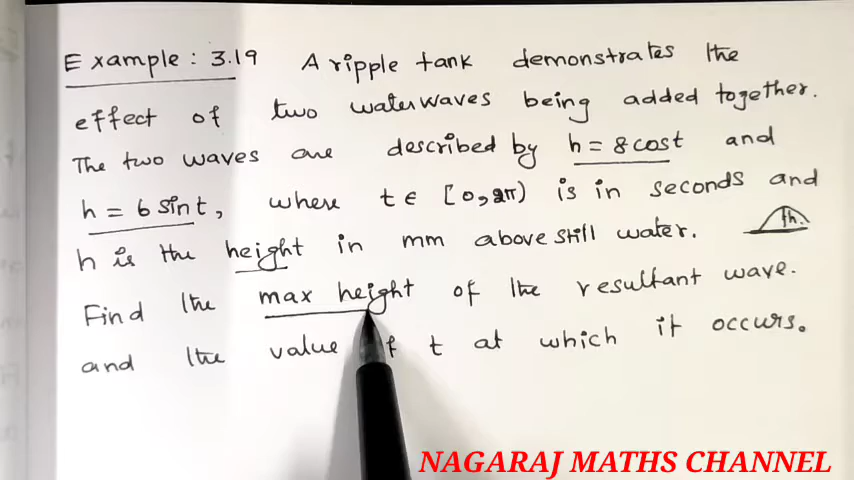 Example : 3.19 A ripple tank demonstrates the
effect of two water waves being added together.
The two waves are described by h = 8 cost and
h = 6 sint, where t ∈ [0, 2π) is in seconds and
h is the height in mm above still water. h.
Find the max height of the resultant wave.
and the value of t at which it occurs.
NAGARAJ MATHS CHANNEL